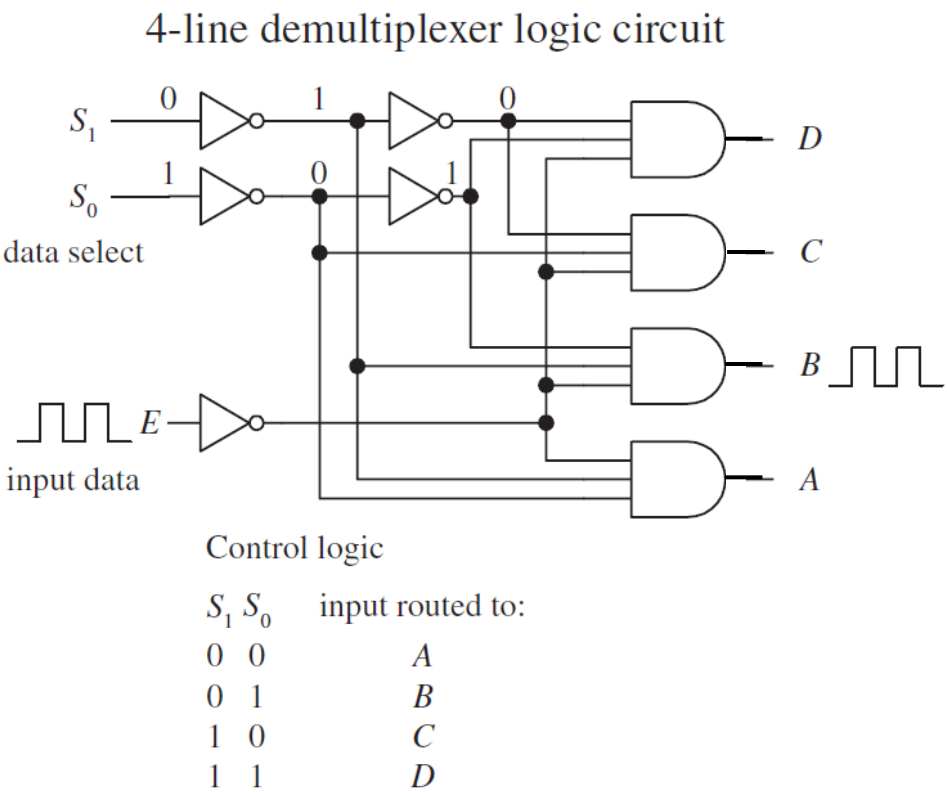 4-line demultiplexer logic circuit
0 1 0
S₁ D
1 0 1
S₀
data select C
B
E
input data A
Control logic
S₁ S₀ input routed to:
0 0 A
0 1 B
1 0 C
1 1 D